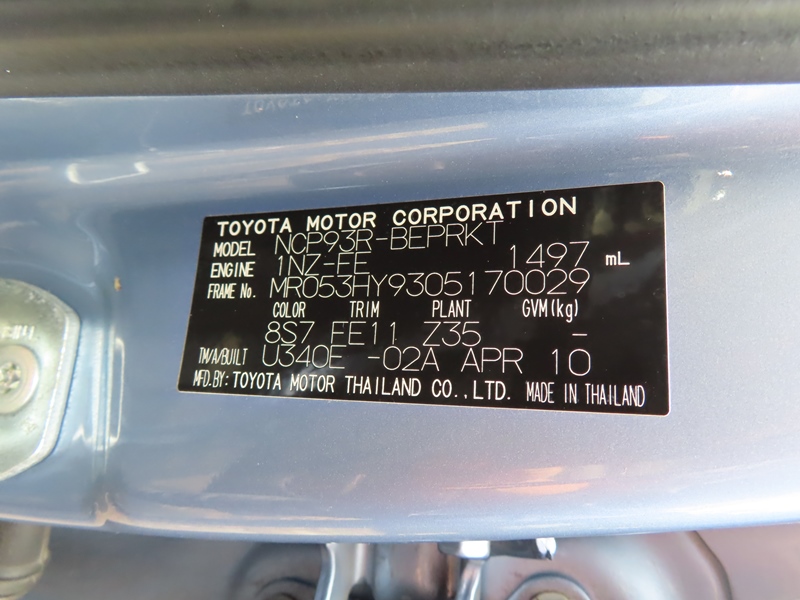 TOYOTA MOTOR CORPORATION
MODEL NCP93R-BEPRKT
ENGINE 1NZ-FE 1497 mL
FRAME No. MR053HY9305170029
COLOR TRIM PLANT GVM(kg)
8S7 EE11 Z35 -
TM/A/BUILT U340E -02A APR 10
MFD.BY: TOYOTA MOTOR THAILAND CO.,LTD. MADE IN THAILAND